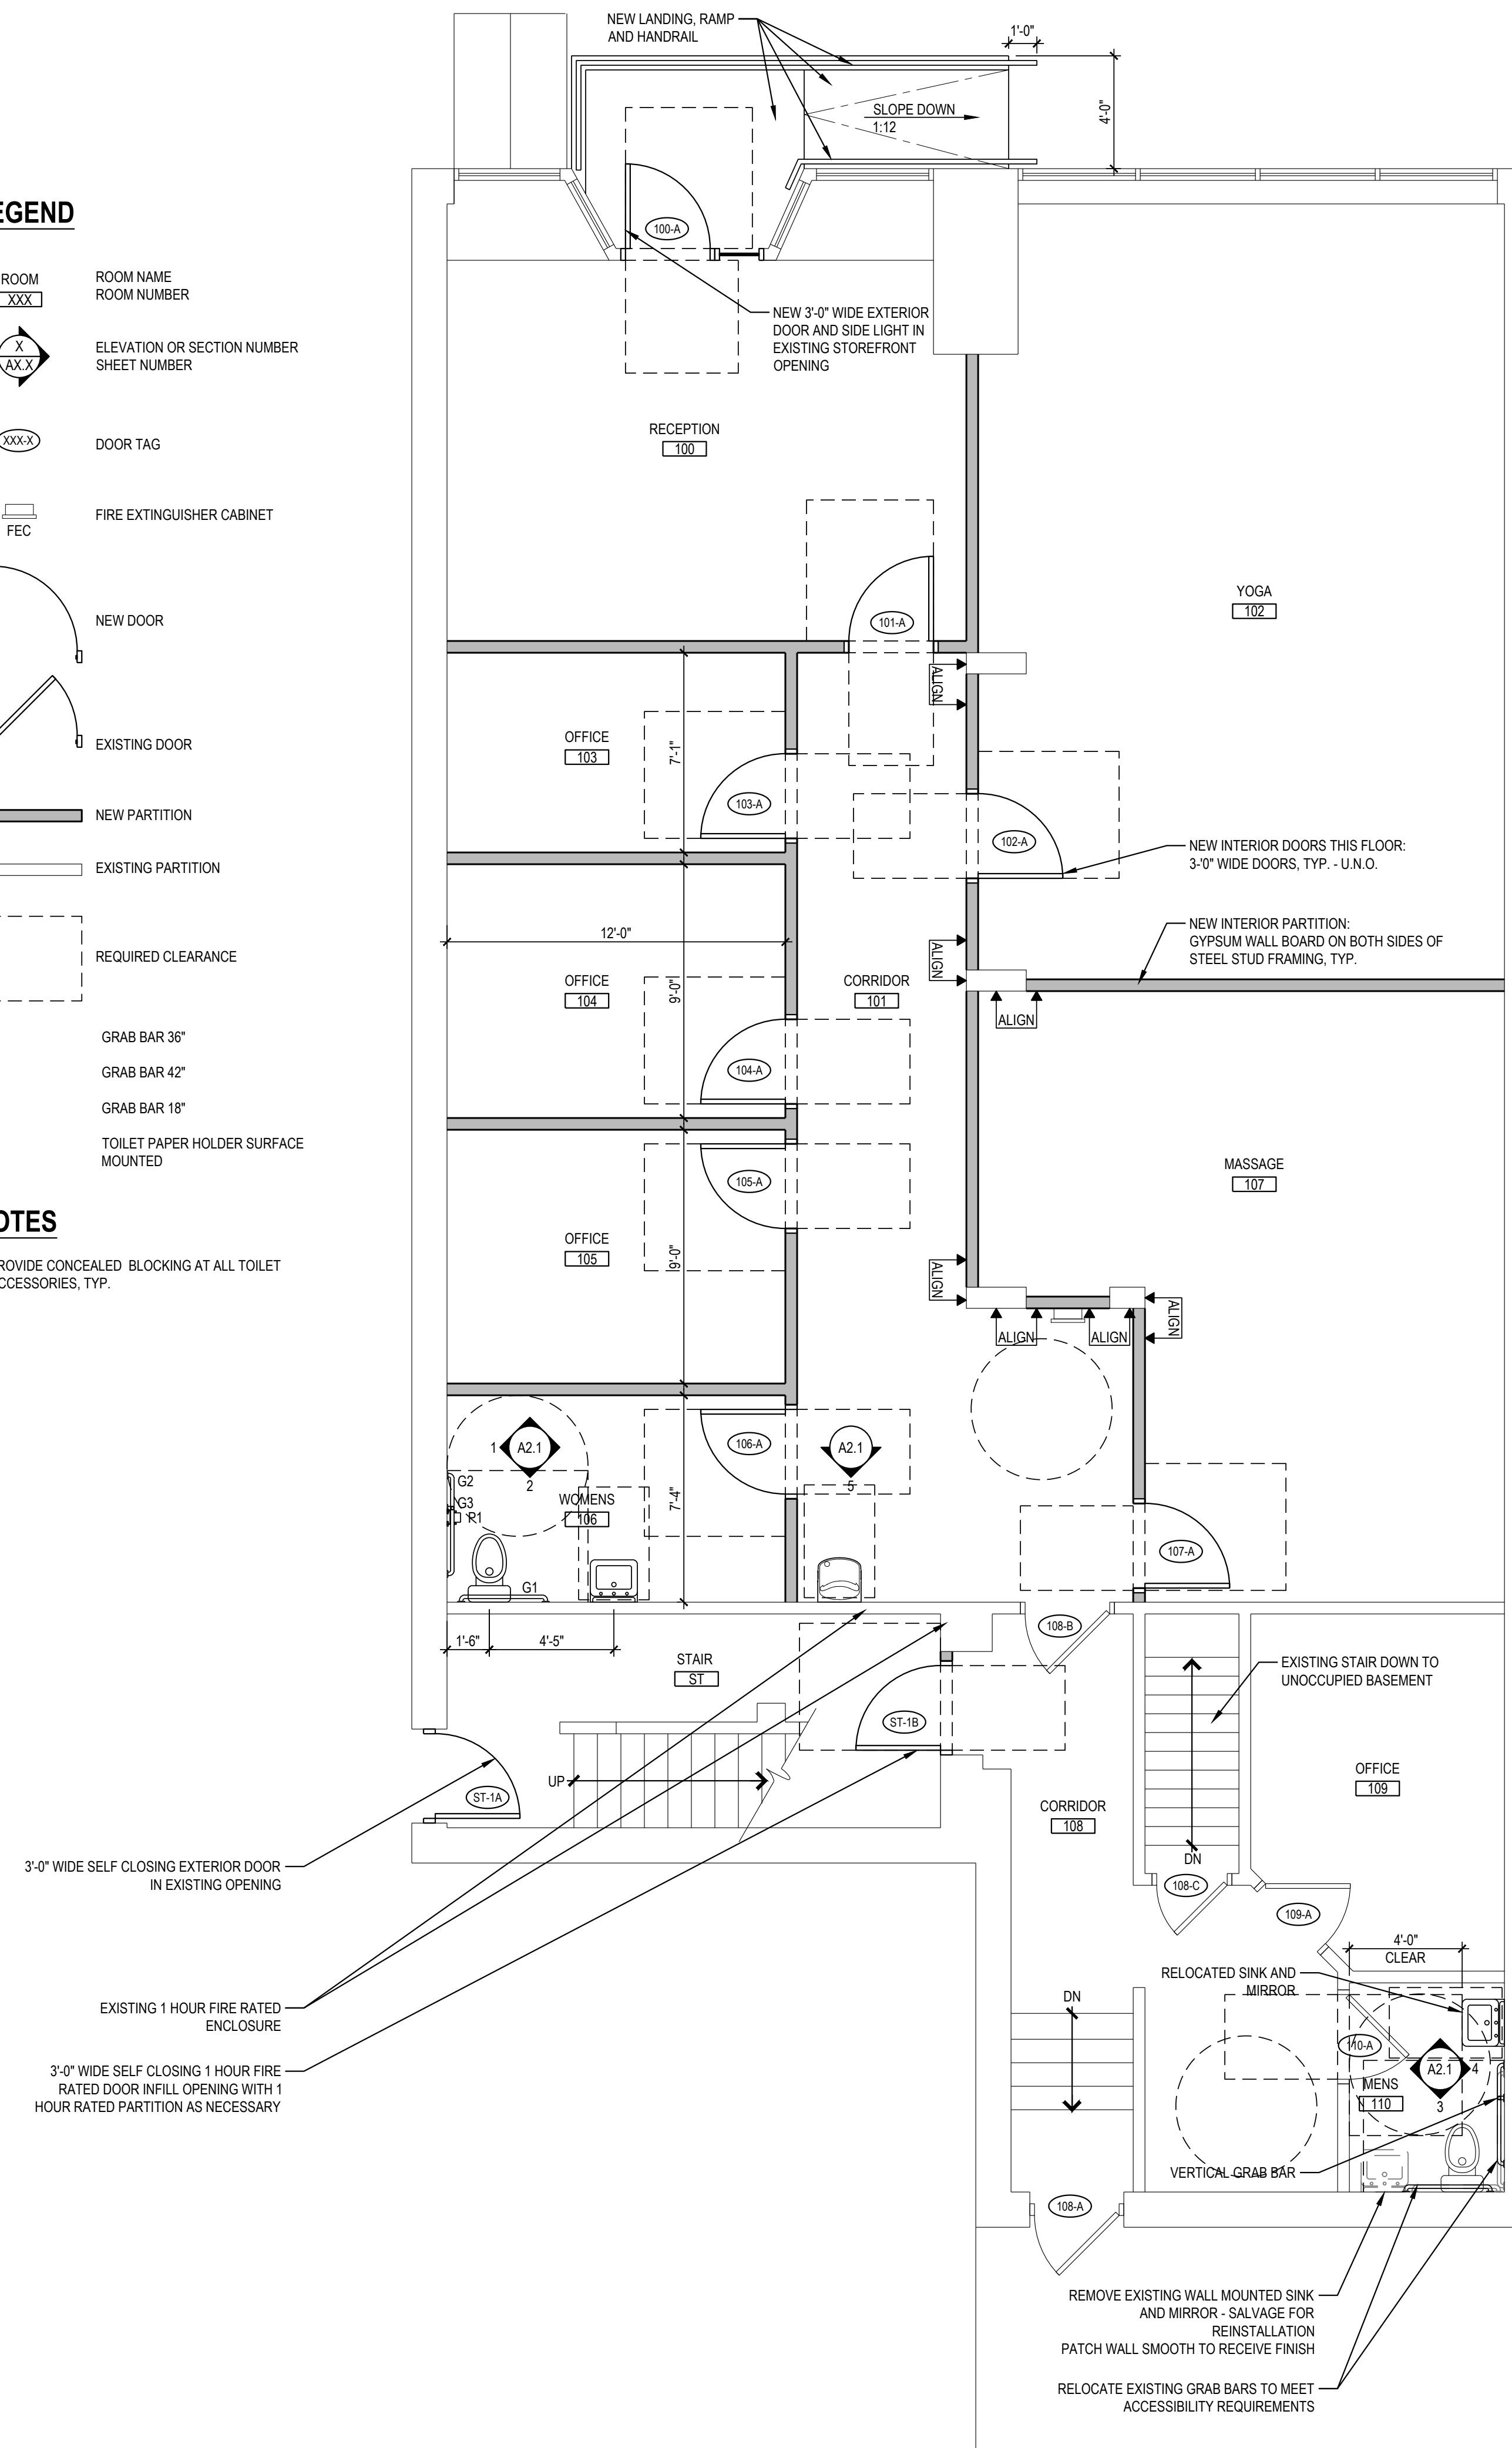 EGEND
ROOM
XXX
ROOM NAME
ROOM NUMBER
X
AX.X
ELEVATION OR SECTION NUMBER
SHEET NUMBER
XXX-X
DOOR TAG
FEC
FIRE EXTINGUISHER CABINET
NEW DOOR
EXISTING DOOR
NEW PARTITION
EXISTING PARTITION
REQUIRED CLEARANCE
GRAB BAR 36"
GRAB BAR 42"
GRAB BAR 18"
TOILET PAPER HOLDER SURFACE
MOUNTED
OTES
ROVIDE CONCEALED BLOCKING AT ALL TOILET
CCESSORIES, TYP.
NEW LANDING, RAMP
AND HANDRAIL
1'-0"
4'-0"
SLOPE DOWN
1:12
100-A
NEW 3'-0" WIDE EXTERIOR
DOOR AND SIDE LIGHT IN
EXISTING STOREFRONT
OPENING
RECEPTION
100
YOGA
102
101-A
ALIGN
OFFICE
103
7'-1"
103-A
102-A
NEW INTERIOR DOORS THIS FLOOR:
3-'0" WIDE DOORS, TYP. - U.N.O.
NEW INTERIOR PARTITION:
GYPSUM WALL BOARD ON BOTH SIDES OF
STEEL STUD FRAMING, TYP.
12'-0"
ALIGN
OFFICE
104
9'-0"
CORRIDOR
101
ALIGN
104-A
MASSAGE
107
105-A
OFFICE
105
9'-0"
ALIGN
ALIGN
ALIGN
ALIGN
106-A
1
A2.1
2
A2.1
5
G2
G3
P1
G1
WOMENS
106
7'-4"
107-A
1'-6"
4'-5"
108-B
STAIR
ST
EXISTING STAIR DOWN TO
UNOCCUPIED BASEMENT
ST-1B
UP
ST-1A
OFFICE
109
CORRIDOR
108
DN
3'-0" WIDE SELF CLOSING EXTERIOR DOOR
IN EXISTING OPENING
108-C
109-A
4'-0"
CLEAR
RELOCATED SINK AND
MIRROR
EXISTING 1 HOUR FIRE RATED
ENCLOSURE
DN
110-A
3'-0" WIDE SELF CLOSING 1 HOUR FIRE
RATED DOOR INFILL OPENING WITH 1
HOUR RATED PARTITION AS NECESSARY
MENS
110
A2.1
4
3
VERTICAL GRAB BAR
108-A
REMOVE EXISTING WALL MOUNTED SINK
AND MIRROR - SALVAGE FOR
REINSTALLATION
PATCH WALL SMOOTH TO RECEIVE FINISH
RELOCATE EXISTING GRAB BARS TO MEET
ACCESSIBILITY REQUIREMENTS